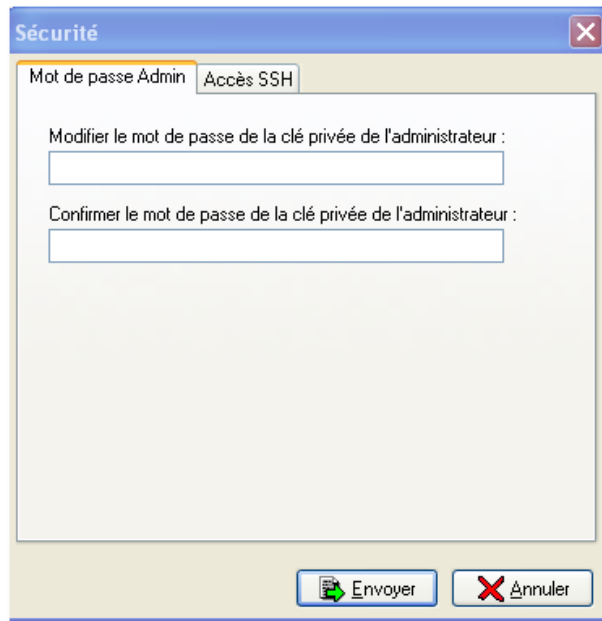 Sécurité
Mot de passe Admin
Accès SSH
Modifier le mot de passe de la clé privée de l'administrateur :
Confirmer le mot de passe de la clé privée de l'administrateur :
Envoyer
Annuler